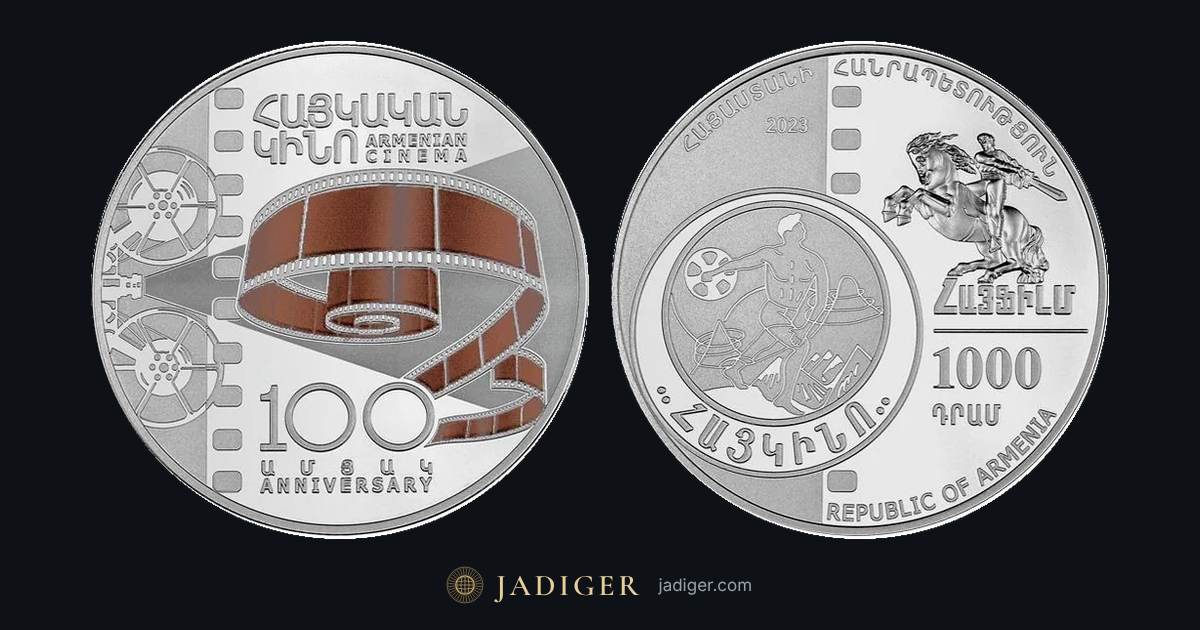 ՀԱՅԿԱԿԱՆ
ԿԻՆՈ ARMENIAN
CINEMA
100
ԱՄՅԱԿ
ANNIVERSARY
ՀԱՅԱՍՏԱՆԻ ՀԱՆՐԱՊԵՏՈՒԹՅՈՒՆ
2023
ՀԱՅՖԻԼՄ
1000
ԴՐԱՄ
ՀԱՅԿԻՆՈ
REPUBLIC OF ARMENIA
JADIGER jadiger.com